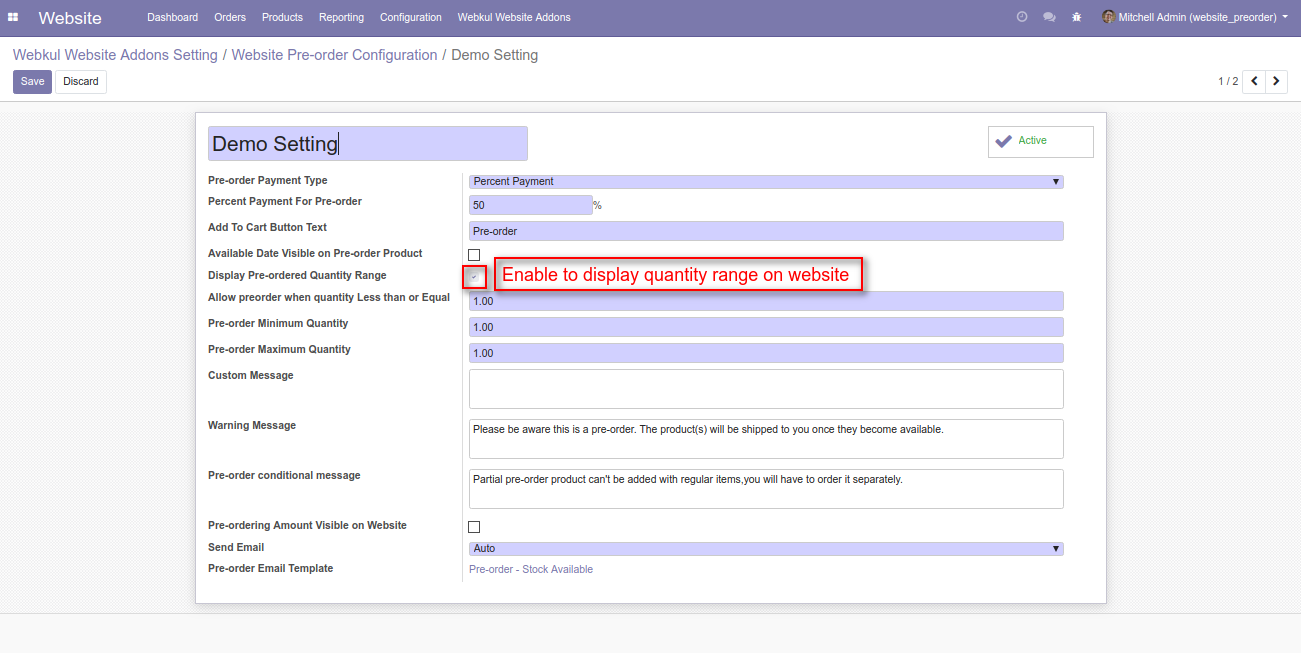 Website Dashboard Orders Products Reporting Configuration Webkul Website Addons Mitchell Admin (website_preorder)
Webkul Website Addons Setting / Website Pre-order Configuration / Demo Setting
Save Discard 1 / 2
Demo Setting Active
Pre-order Payment Type Percent Payment
Percent Payment For Pre-order 50 %
Add To Cart Button Text Pre-order
Available Date Visible on Pre-order Product
Display Pre-ordered Quantity Range Enable to display quantity range on website
Allow preorder when quantity Less than or Equal 1.00
Pre-order Minimum Quantity 1.00
Pre-order Maximum Quantity 1.00
Custom Message
Warning Message Please be aware this is a pre-order. The product(s) will be shipped to you once they become available.
Pre-order conditional message Partial pre-order product can't be added with regular items,you will have to order it separately.
Pre-ordering Amount Visible on Website
Send Email Auto
Pre-order Email Template Pre-order - Stock Available